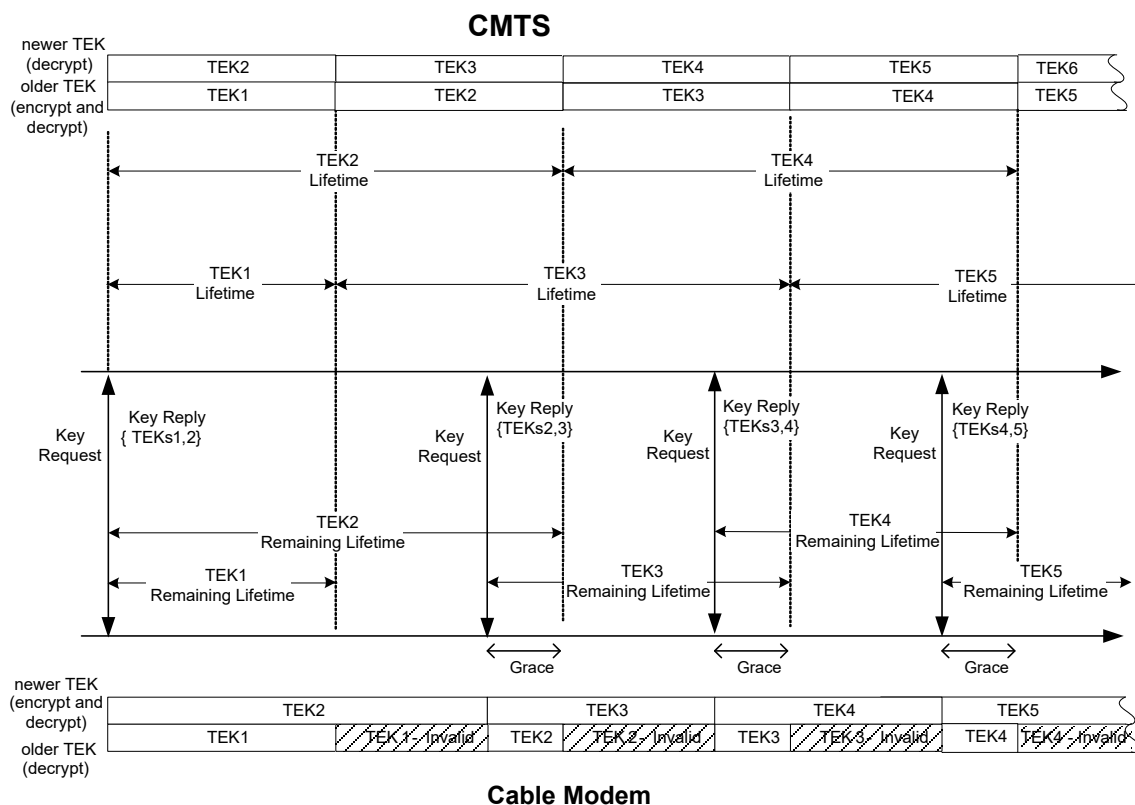 CMTS
newer TEK
(decrypt)
TEK2
TEK3
TEK4
TEK5
TEK6
older TEK
(encrypt and
decrypt)
TEK1
TEK2
TEK3
TEK4
TEK5
TEK2
Lifetime
TEK4
Lifetime
TEK1
Lifetime
TEK3
Lifetime
TEK5
Lifetime
Key
Request
Key Reply
{ TEKs1,2}
Key
Request
Key Reply
{TEKs2,3}
Key
Request
Key Reply
{TEKs3,4}
Key
Request
Key Reply
{TEKs4,5}
TEK2
Remaining Lifetime
TEK4
Remaining Lifetime
TEK1
Remaining Lifetime
TEK3
Remaining Lifetime
TEK5
Remaining Lifetime
Grace
Grace
Grace
newer TEK
(encrypt and
decrypt)
TEK2
TEK3
TEK4
TEK5
older TEK
(decrypt)
TEK1
TEK 1 - Invalid
TEK2
TEK 2 - Invalid
TEK3
TEK 3 - Invalid
TEK4
TEK4 - Invalid
Cable Modem